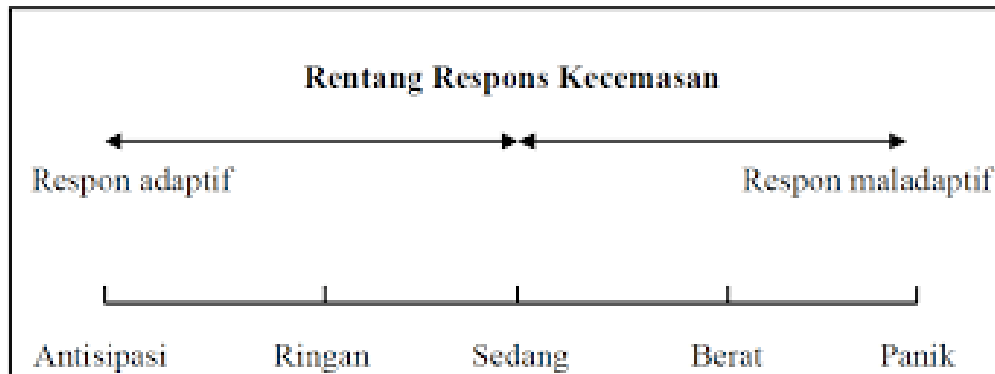 Rentang Respons Kecemasan
Respon adaptif Respon maladaptif
Antisipasi Ringan Sedang Berat Panik